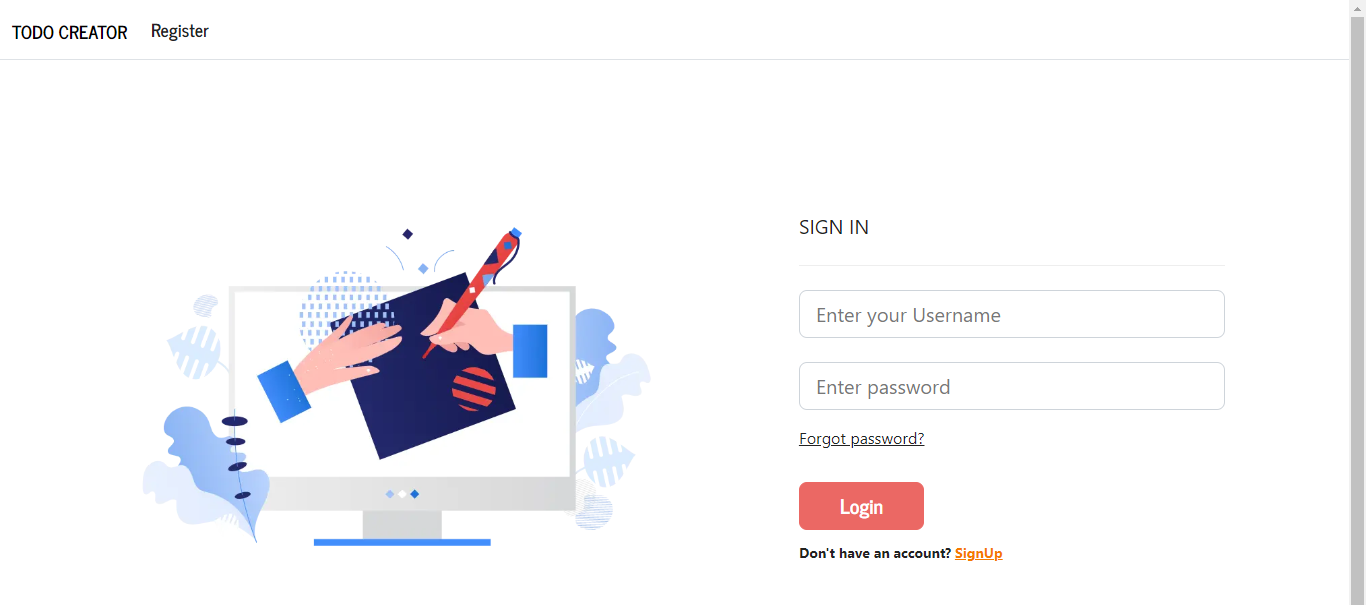 TODO CREATOR Register
SIGN IN
Enter your Username
Enter password
Forgot password?
Login
Don't have an account? SignUp